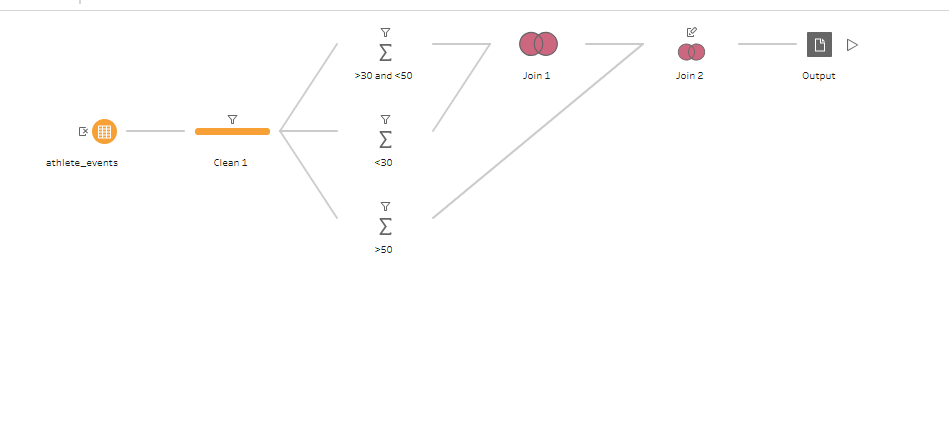 >30 and <50
Join 1
Join 2
Output
athlete_events
Clean 1
<30
>50